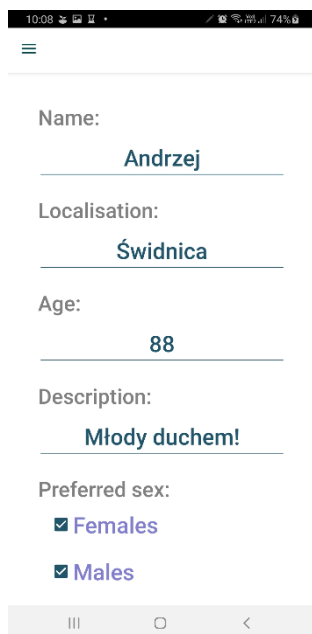 10:08
74%
Name:
Andrzej
Localisation:
Świdnica
Age:
88
Description:
Młody duchem!
Preferred sex:
Females
Males